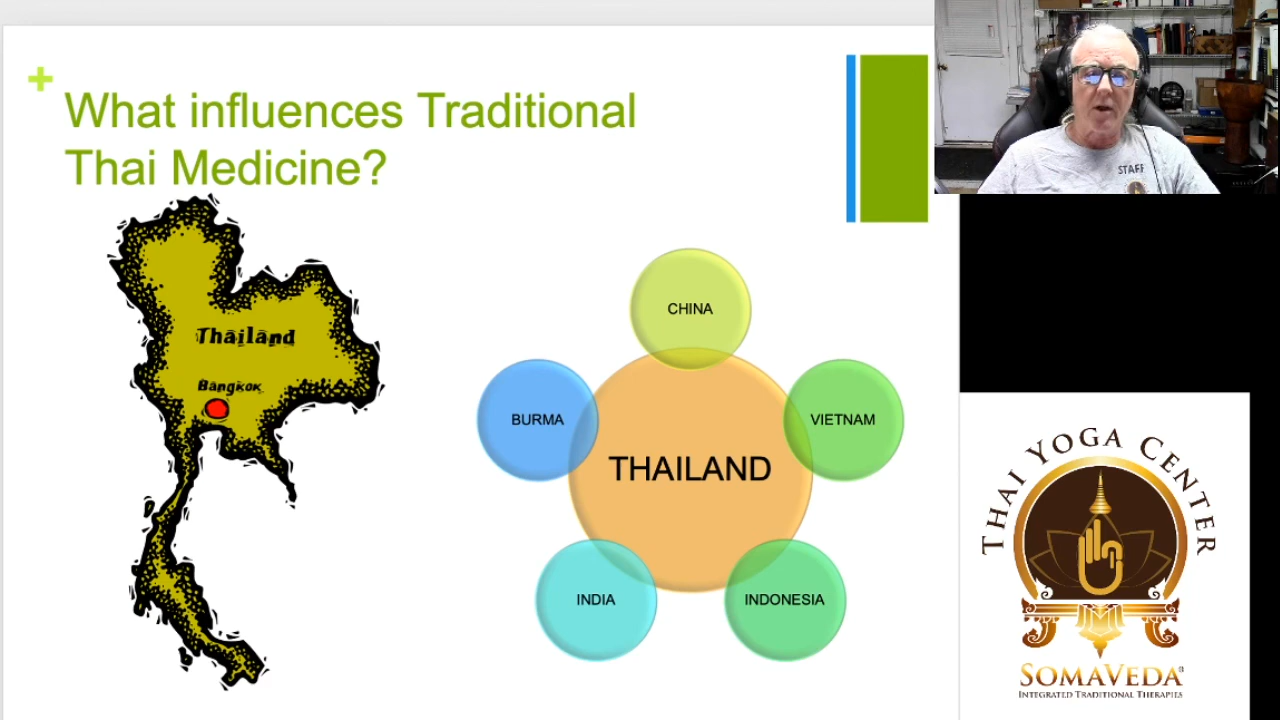 +
What influences Traditional
Thai Medicine?
Thailand
Bangkok
CHINA
BURMA
VIETNAM
THAILAND
INDIA
INDONESIA
STAFF
THAI YOGA CENTER
SOMAVEDA®
INTEGRATED TRADITIONAL THERAPIES